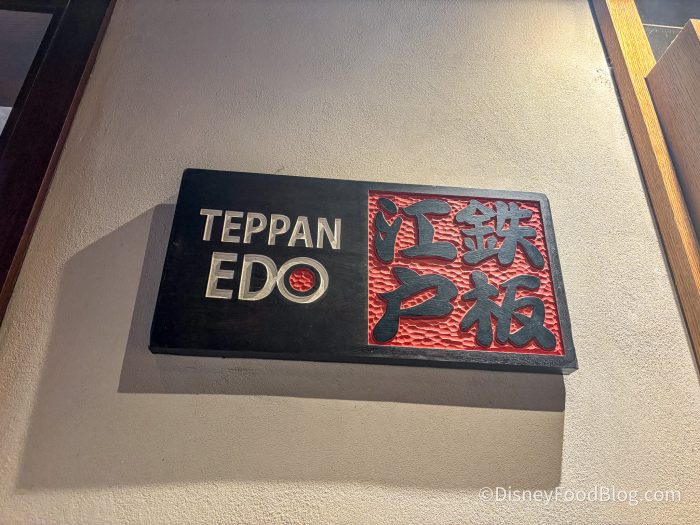 TEPPAN
EDO
鉄板
江戸
©DisneyFoodBlog.com